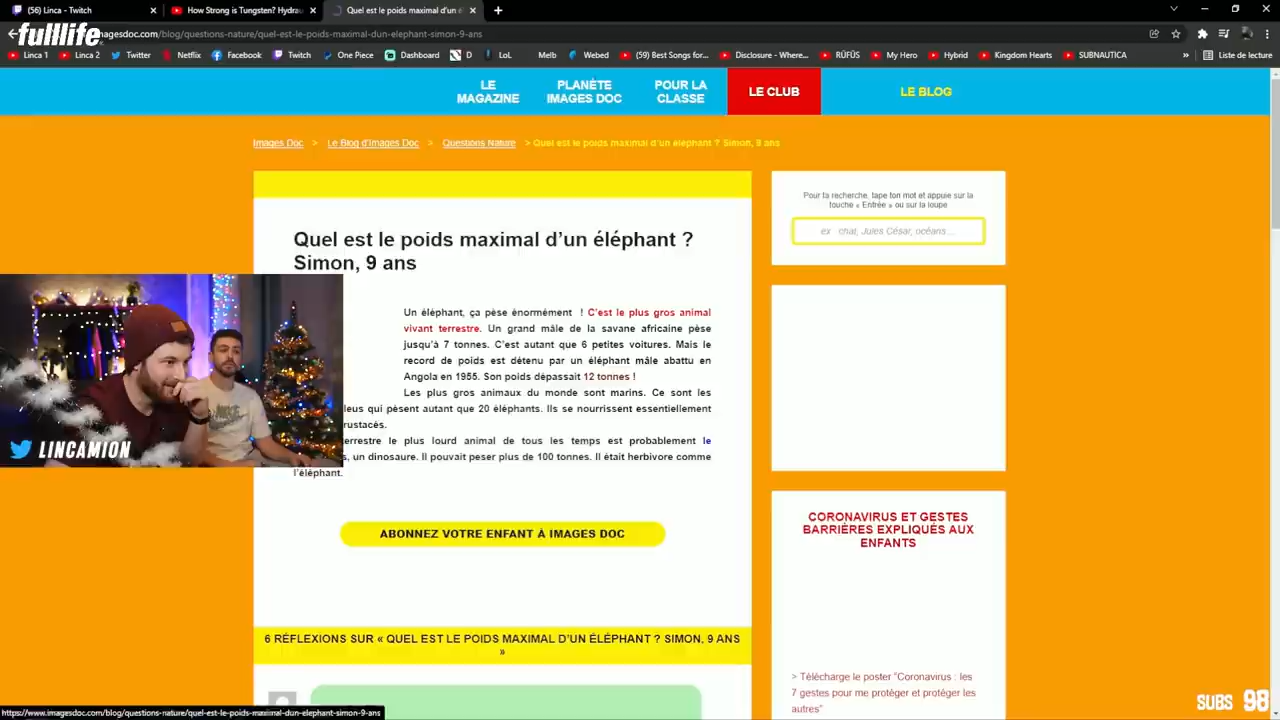 (56) Linca - Twitch
How Strong is Tungsten? Hydrau
Quel est le poids maximal d'un é
fulllife
imagesdoc.com/blog/questions-nature/quel-est-le-poids-maximal-dun-elephant-simon-9-ans
Linca 1
Linca 2
Twitter
Netflix
Facebook
Twitch
One Piece
Dashboard
D
LoL
Melb
Webed
(59) Best Songs for...
Disclosure - Where...
RÜFÜS
My Hero
Hybrid
Kingdom Hearts
SUBNAUTICA
»
Liste de lecture
LE MAGAZINE
PLANÈTE IMAGES DOC
POUR LA CLASSE
LE CLUB
LE BLOG
Images Doc > Le Blog d'Images Doc > Questions Nature > Quel est le poids maximal d'un éléphant ? Simon, 9 ans
Quel est le poids maximal d'un éléphant ?
Simon, 9 ans
Un éléphant, ça pèse énormément ! C'est le plus gros animal
vivant terrestre. Un grand mâle de la savane africaine pèse
jusqu'à 7 tonnes. C'est autant que 6 petites voitures. Mais le
record de poids est détenu par un éléphant mâle abattu en
Angola en 1955. Son poids dépassait 12 tonnes !
Les plus gros animaux du monde sont marins. Ce sont les
leus qui pèsent autant que 20 éléphants. Ils se nourrissent essentiellement
rustacés.
terrestre le plus lourd animal de tous les temps est probablement le
s, un dinosaure. Il pouvait peser plus de 100 tonnes. Il était herbivore comme
l'éléphant.
ABONNEZ VOTRE ENFANT À IMAGES DOC
6 RÉFLEXIONS SUR « QUEL EST LE POIDS MAXIMAL D'UN ÉLÉPHANT ? SIMON, 9 ANS
»
Pour ta recherche, tape ton mot et appuie sur la
touche « Entrée » ou sur la loupe
ex chat, Jules César, océans ...
CORONAVIRUS ET GESTES
BARRIÈRES EXPLIQUÉS AUX
ENFANTS
> Télécharge le poster "Coronavirus : les
7 gestes pour me protéger et protéger les
autres"
LINCAMION
SUBS 98
https://www.imagesdoc.com/blog/questions-nature/quel-est-le-poids-maximal-dun-elephant-simon-9-ans